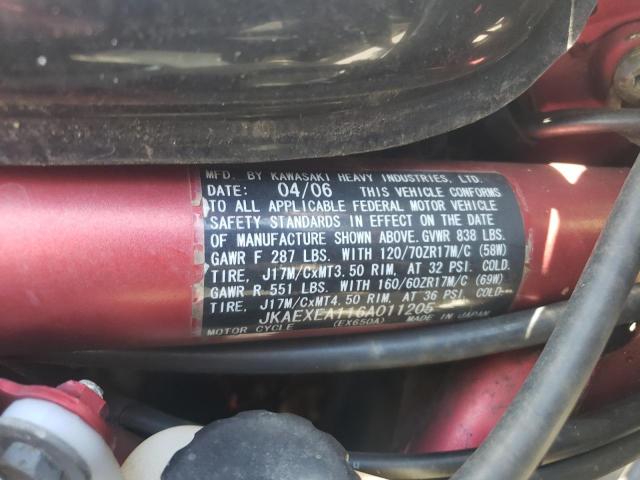 MFD. BY KAWASAKI HEAVY INDUSTRIES, LTD.
DATE: 04/06 THIS VEHICLE CONFORMS
TO ALL APPLICABLE FEDERAL MOTOR VEHICLE
SAFETY STANDARDS IN EFFECT ON THE DATE
OF MANUFACTURE SHOWN ABOVE. GVWR 838 LBS.
GAWR F 287 LBS. WITH 120/70ZR17M/C (58W)
TIRE, J17M/CxMT3.50 RIM, AT 32 PSI. COLD.
GAWR R 551 LBS. WITH 160/60ZR17M/C (69W)
TIRE, J17M/CxMT4.50 RIM, AT 36 PSI. COLD.
JKAEXEA116A011205
MOTOR CYCLE (EX650A) MADE IN JAPAN